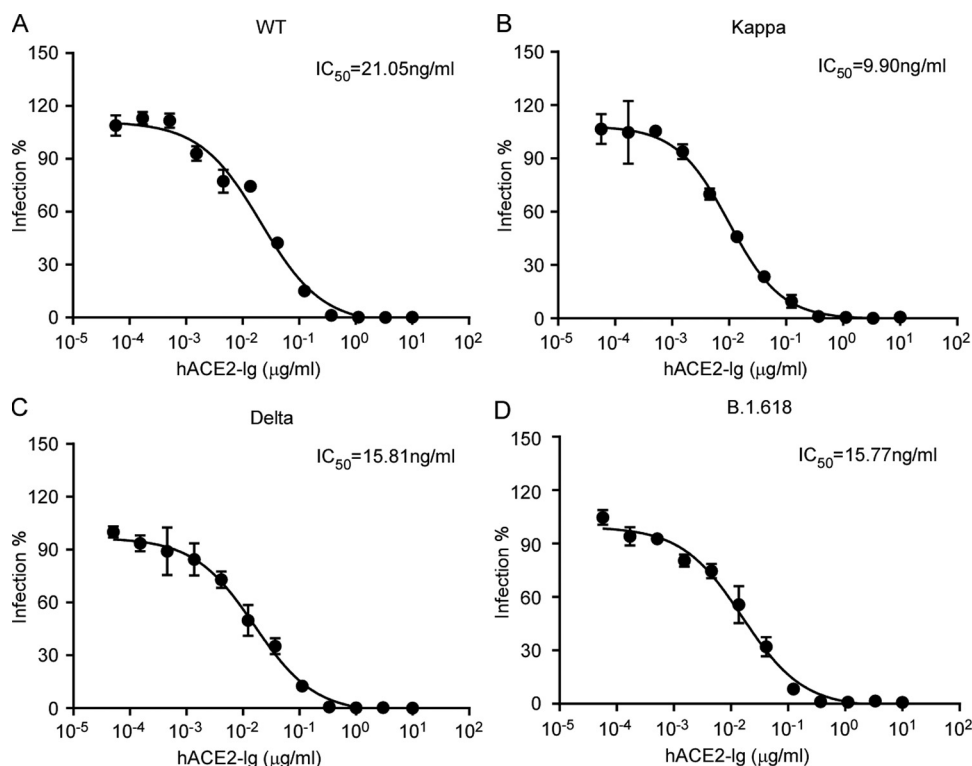 A
WT
IC50=21.05ng/ml
Infection %
150
120
90
60
30
0
10-5 10-4 10-3 10-2 10-1 100 101 102
hACE2-Ig (μg/ml)
B
Kappa
IC50=9.90ng/ml
Infection %
150
120
90
60
30
0
10-5 10-4 10-3 10-2 10-1 100 101 102
hACE2-Ig (μg/ml)
C
Delta
IC50=15.81ng/ml
Infection %
150
120
90
60
30
0
10-5 10-4 10-3 10-2 10-1 100 101 102
hACE2-Ig (μg/ml)
D
B.1.618
IC50=15.77ng/ml
Infection %
150
120
90
60
30
0
10-5 10-4 10-3 10-2 10-1 100 101 102
hACE2-Ig (μg/ml)